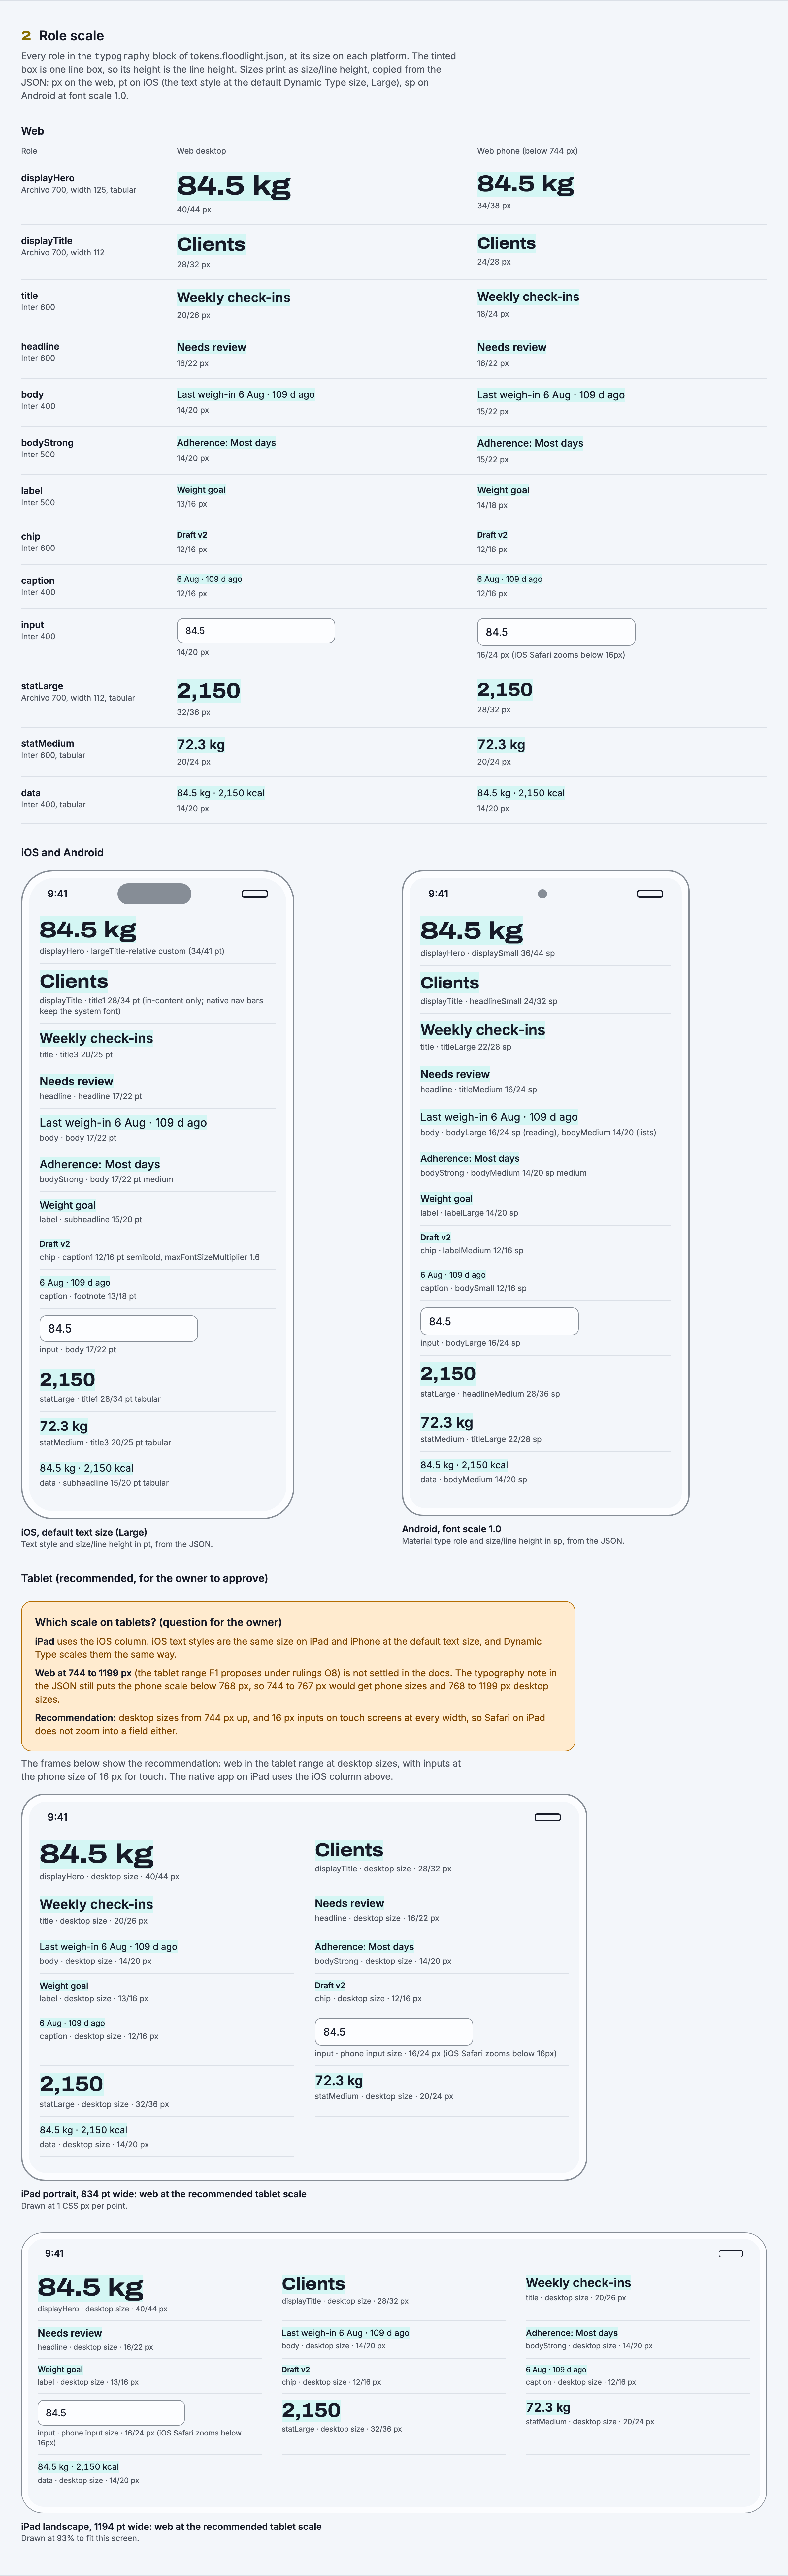 2 Role scale
Every role in the typography block of tokens.floodlight.json, at its size on each platform. The tinted
box is one line box, so its height is the line height. Sizes print as size/line height, copied from the
JSON: px on the web, pt on iOS (the text style at the default Dynamic Type size, Large), sp on
Android at font scale 1.0.
Web
Role Web desktop Web phone (below 744 px)
displayHero
Archivo 700, width 125, tabular
84.5 kg
40/44 px
84.5 kg
34/38 px
displayTitle
Archivo 700, width 112
Clients
28/32 px
Clients
24/28 px
title
Inter 600
Weekly check-ins
20/26 px
Weekly check-ins
18/24 px
headline
Inter 600
Needs review
16/22 px
Needs review
16/22 px
body
Inter 400
Last weigh-in 6 Aug · 109 d ago
14/20 px
Last weigh-in 6 Aug · 109 d ago
15/22 px
bodyStrong
Inter 500
Adherence: Most days
14/20 px
Adherence: Most days
15/22 px
label
Inter 500
Weight goal
13/16 px
Weight goal
14/18 px
chip
Inter 600
Draft v2
12/16 px
Draft v2
12/16 px
caption
Inter 400
6 Aug · 109 d ago
12/16 px
6 Aug · 109 d ago
12/16 px
input
Inter 400
84.5
14/20 px
84.5
16/24 px (iOS Safari zooms below 16px)
statLarge
Archivo 700, width 112, tabular
2,150
32/36 px
2,150
28/32 px
statMedium
Inter 600, tabular
72.3 kg
20/24 px
72.3 kg
20/24 px
data
Inter 400, tabular
84.5 kg · 2,150 kcal
14/20 px
84.5 kg · 2,150 kcal
14/20 px
iOS and Android
9:41
84.5 kg
displayHero · largeTitle-relative custom (34/41 pt)
Clients
displayTitle · title1 28/34 pt (in-content only; native nav bars
keep the system font)
Weekly check-ins
title · title3 20/25 pt
Needs review
headline · headline 17/22 pt
Last weigh-in 6 Aug · 109 d ago
body · body 17/22 pt
Adherence: Most days
bodyStrong · body 17/22 pt medium
Weight goal
label · subheadline 15/20 pt
Draft v2
chip · caption1 12/16 pt semibold, maxFontSizeMultiplier 1.6
6 Aug · 109 d ago
caption · footnote 13/18 pt
84.5
input · body 17/22 pt
2,150
statLarge · title1 28/34 pt tabular
72.3 kg
statMedium · title3 20/25 pt tabular
84.5 kg · 2,150 kcal
data · subheadline 15/20 pt tabular
iOS, default text size (Large)
Text style and size/line height in pt, from the JSON.
9:41
84.5 kg
displayHero · displaySmall 36/44 sp
Clients
displayTitle · headlineSmall 24/32 sp
Weekly check-ins
title · titleLarge 22/28 sp
Needs review
headline · titleMedium 16/24 sp
Last weigh-in 6 Aug · 109 d ago
body · bodyLarge 16/24 sp (reading), bodyMedium 14/20 (lists)
Adherence: Most days
bodyStrong · bodyMedium 14/20 sp medium
Weight goal
label · labelLarge 14/20 sp
Draft v2
chip · labelMedium 12/16 sp
6 Aug · 109 d ago
caption · bodySmall 12/16 sp
84.5
input · bodyLarge 16/24 sp
2,150
statLarge · headlineMedium 28/36 sp
72.3 kg
statMedium · titleLarge 22/28 sp
84.5 kg · 2,150 kcal
data · bodyMedium 14/20 sp
Android, font scale 1.0
Material type role and size/line height in sp, from the JSON.
Tablet (recommended, for the owner to approve)
Which scale on tablets? (question for the owner)
iPad uses the iOS column. iOS text styles are the same size on iPad and iPhone at the default text size, and Dynamic
Type scales them the same way.
Web at 744 to 1199 px (the tablet range F1 proposes under rulings O8) is not settled in the docs. The typography note in
the JSON still puts the phone scale below 768 px, so 744 to 767 px would get phone sizes and 768 to 1199 px desktop
sizes.
Recommendation: desktop sizes from 744 px up, and 16 px inputs on touch screens at every width, so Safari on iPad
does not zoom into a field either.
The frames below show the recommendation: web in the tablet range at desktop sizes, with inputs at
the phone size of 16 px for touch. The native app on iPad uses the iOS column above.
9:41
84.5 kg
displayHero · desktop size · 40/44 px
Clients
displayTitle · desktop size · 28/32 px
Weekly check-ins
title · desktop size · 20/26 px
Needs review
headline · desktop size · 16/22 px
Last weigh-in 6 Aug · 109 d ago
body · desktop size · 14/20 px
Adherence: Most days
bodyStrong · desktop size · 14/20 px
Weight goal
label · desktop size · 13/16 px
Draft v2
chip · desktop size · 12/16 px
6 Aug · 109 d ago
caption · desktop size · 12/16 px
84.5
input · phone input size · 16/24 px (iOS Safari zooms below 16px)
2,150
statLarge · desktop size · 32/36 px
72.3 kg
statMedium · desktop size · 20/24 px
84.5 kg · 2,150 kcal
data · desktop size · 14/20 px
iPad portrait, 834 pt wide: web at the recommended tablet scale
Drawn at 1 CSS px per point.
9:41
84.5 kg
displayHero · desktop size · 40/44 px
Clients
displayTitle · desktop size · 28/32 px
Weekly check-ins
title · desktop size · 20/26 px
Needs review
headline · desktop size · 16/22 px
Last weigh-in 6 Aug · 109 d ago
body · desktop size · 14/20 px
Adherence: Most days
bodyStrong · desktop size · 14/20 px
Weight goal
label · desktop size · 13/16 px
Draft v2
chip · desktop size · 12/16 px
6 Aug · 109 d ago
caption · desktop size · 12/16 px
84.5
input · phone input size · 16/24 px (iOS Safari zooms below
16px)
2,150
statLarge · desktop size · 32/36 px
72.3 kg
statMedium · desktop size · 20/24 px
84.5 kg · 2,150 kcal
data · desktop size · 14/20 px
iPad landscape, 1194 pt wide: web at the recommended tablet scale
Drawn at 93% to fit this screen.